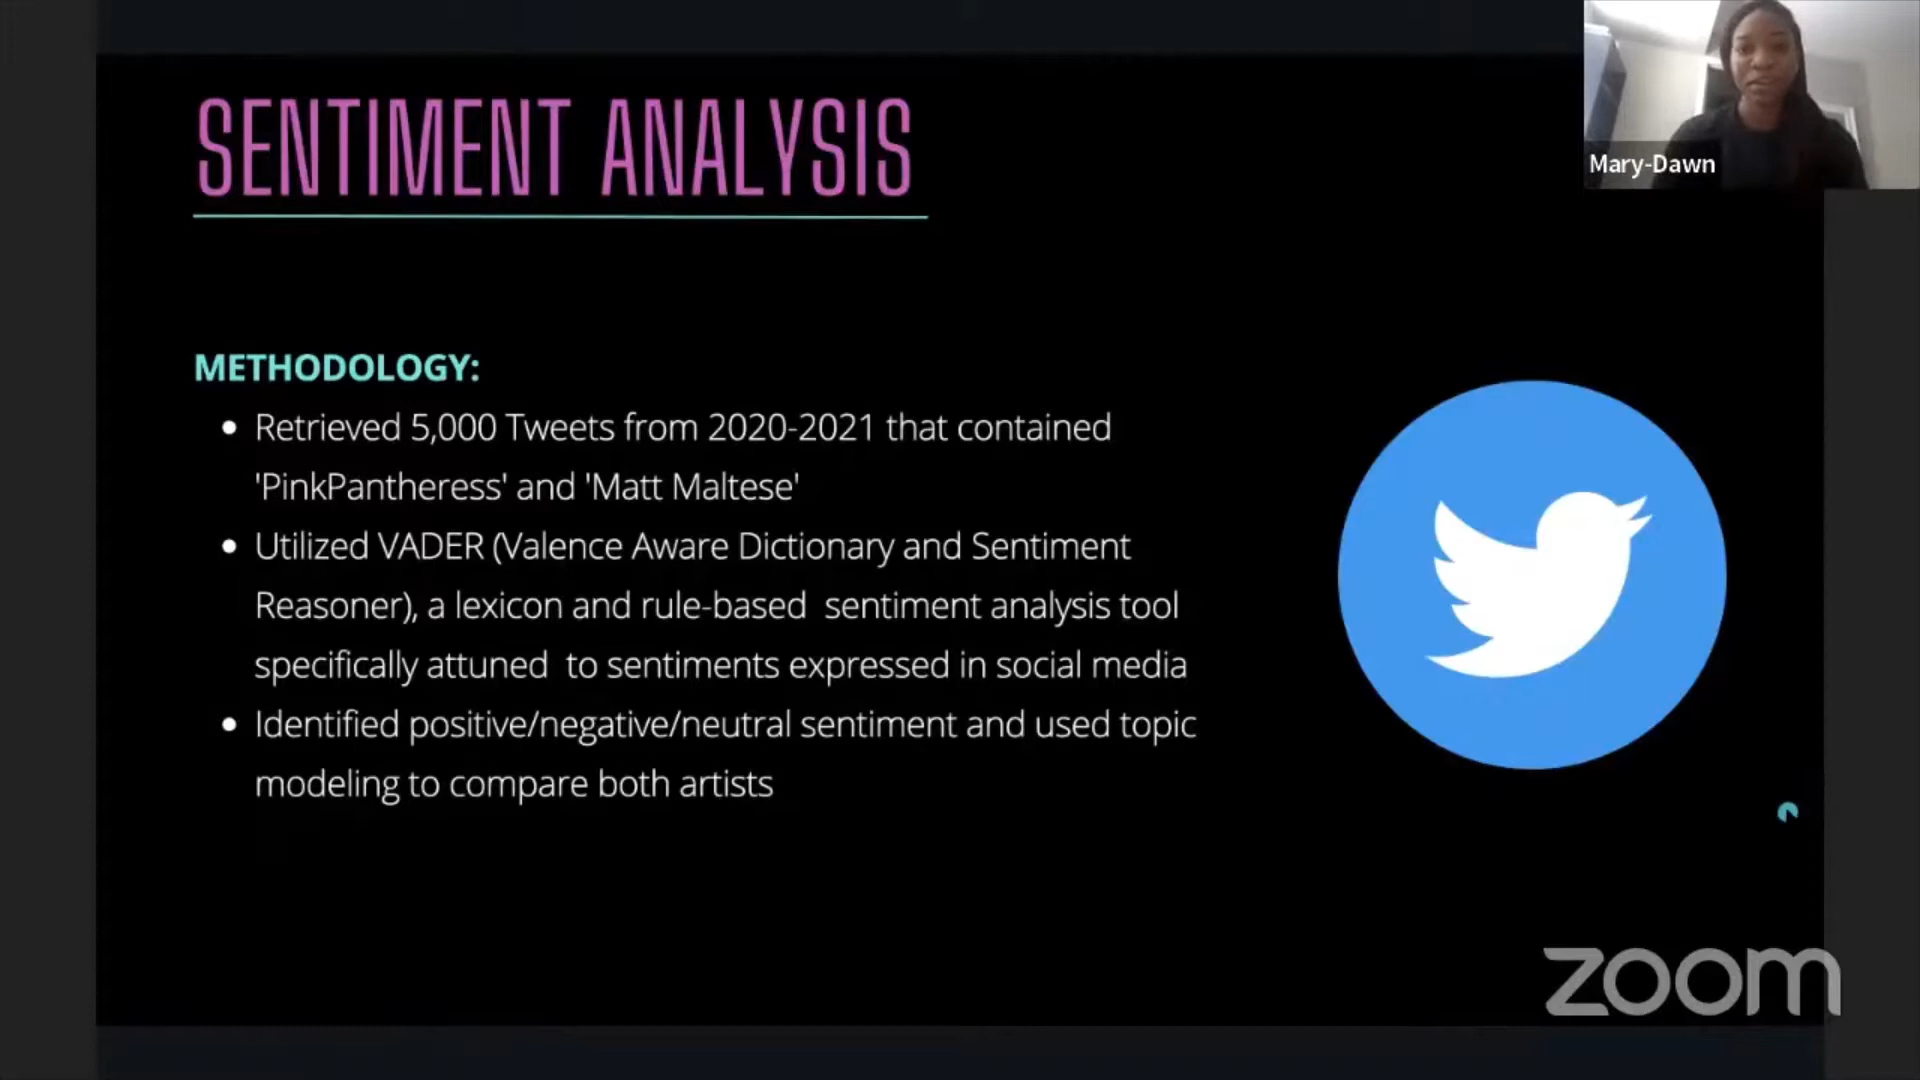 SENTIMENT ANALYSIS
Mary-Dawn
METHODOLOGY:
• Retrieved 5,000 Tweets from 2020-2021 that contained
'PinkPantheress' and 'Matt Maltese'
• Utilized VADER (Valence Aware Dictionary and Sentiment
Reasoner), a lexicon and rule-based sentiment analysis tool
specifically attuned to sentiments expressed in social media
• Identified positive/negative/neutral sentiment and used topic
modeling to compare both artists
zoom